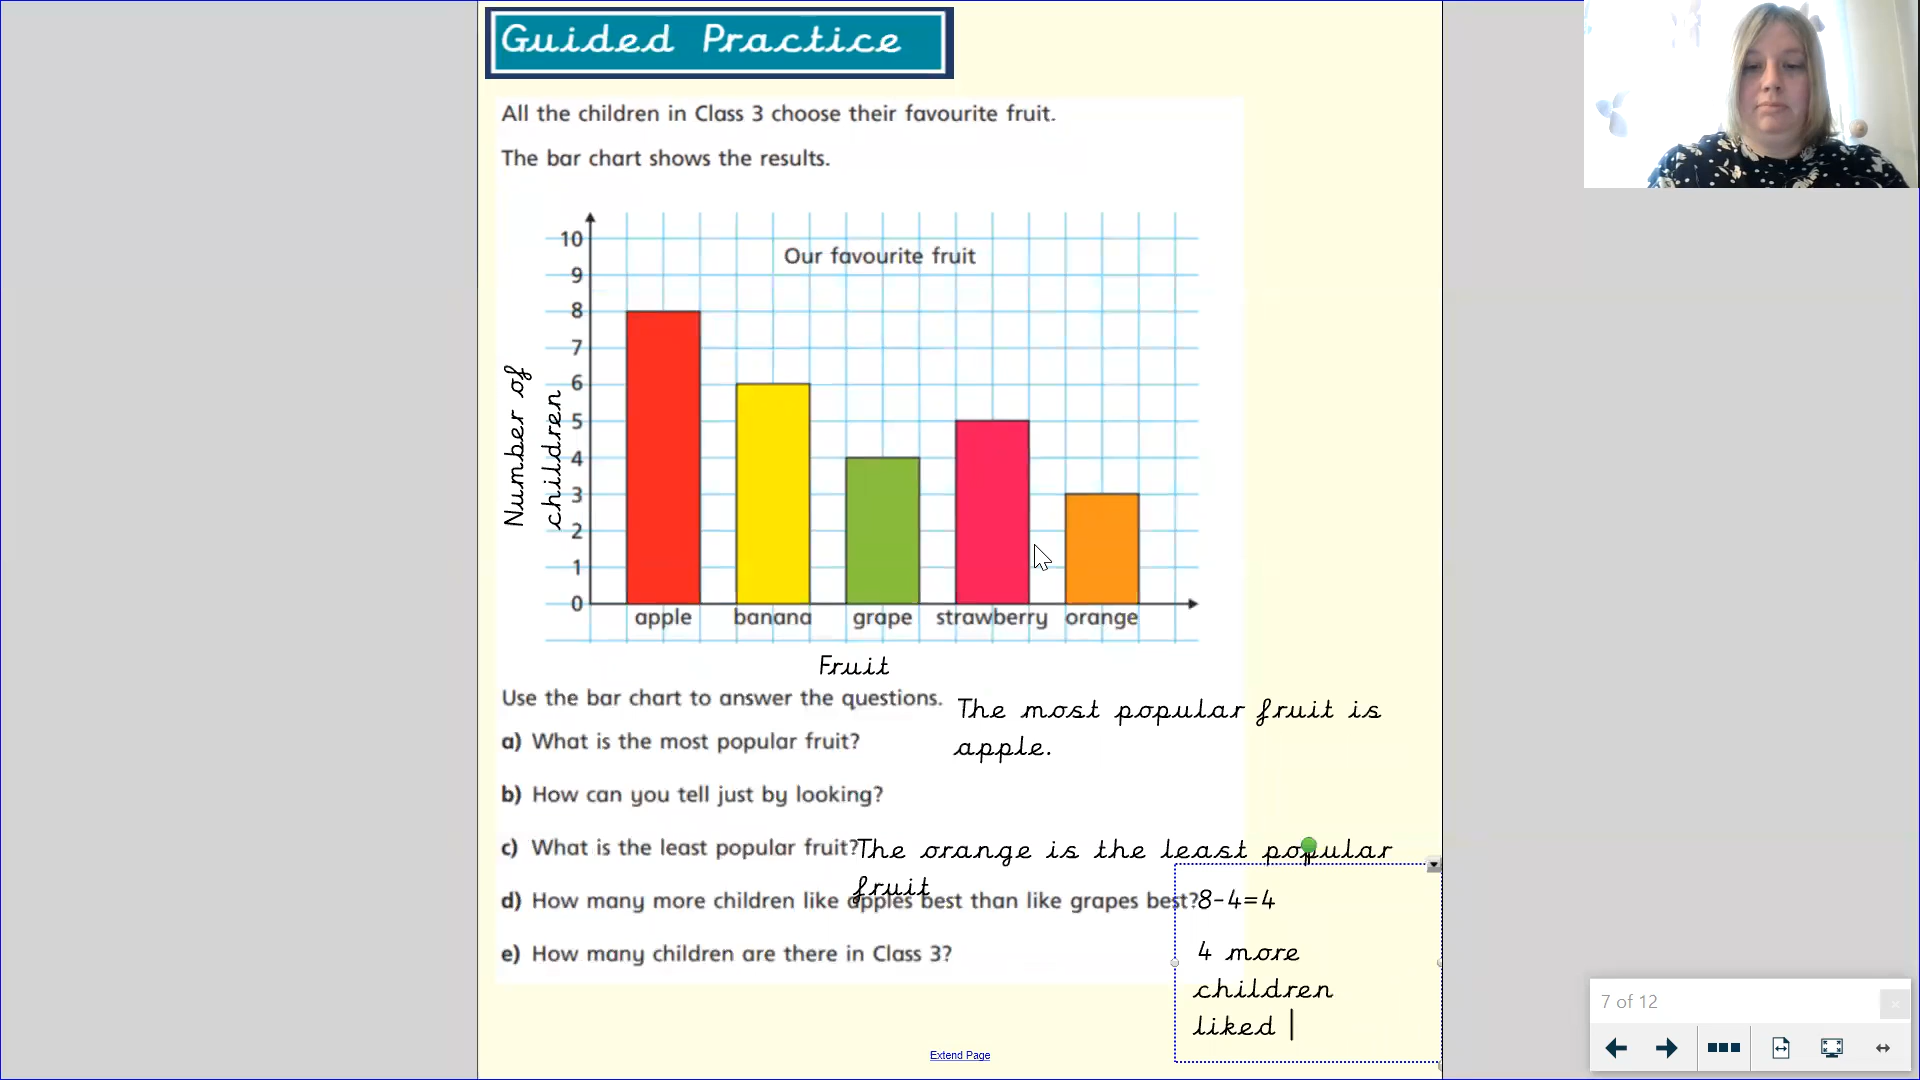 Guided Practice
All the children in Class 3 choose their favourite fruit.
The bar chart shows the results.
Our favourite fruit
10
9
8
7
6
5
4
3
2
1
0
Number of
children
apple banana grape strawberry orange
Fruit
Use the bar chart to answer the questions.
The most popular fruit is
apple.
a) What is the most popular fruit?
b) How can you tell just by looking?
c) What is the least popular fruit?
The orange is the least popular
fruit
d) How many more children like apples best than like grapes best?
8-4=4
4 more
children
liked
e) How many children are there in Class 3?
Extend Page
7 of 12